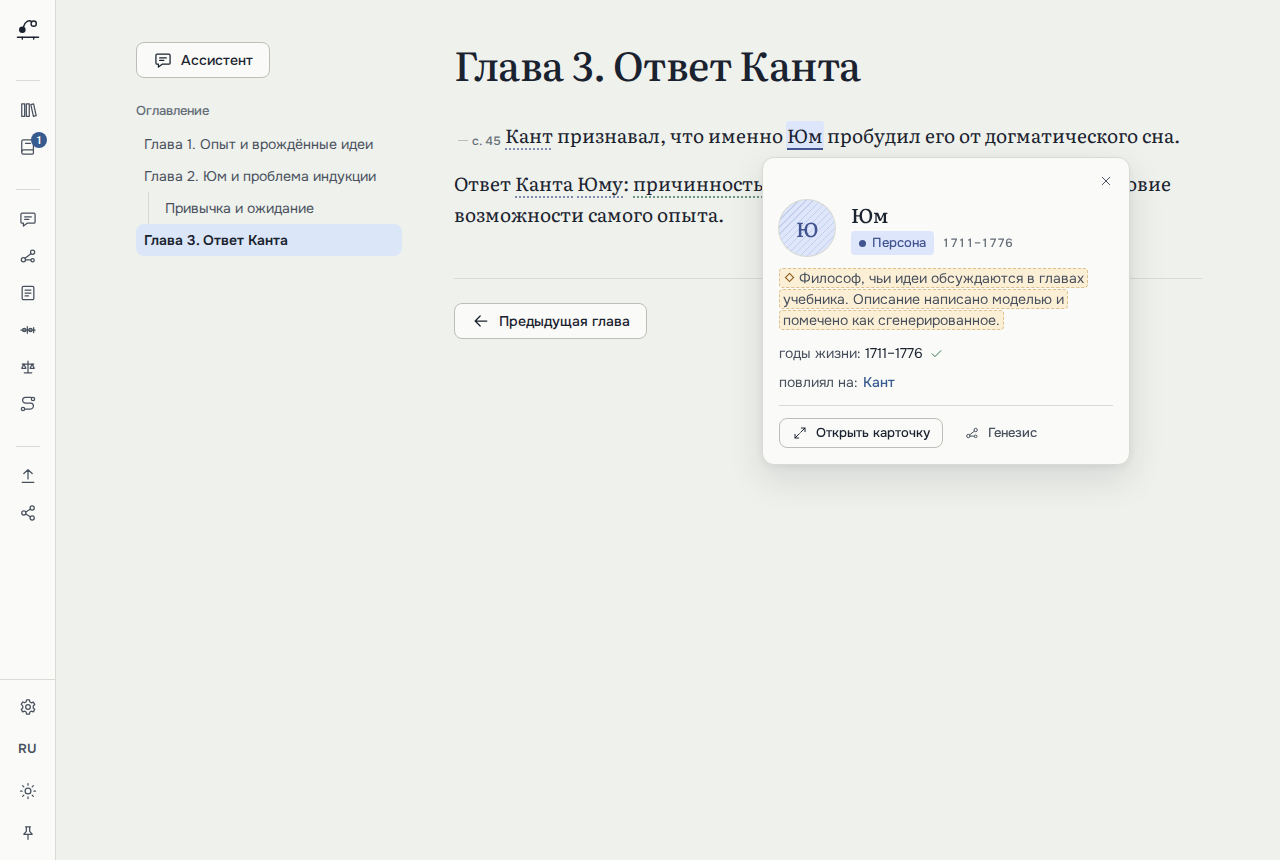 1
RU
Ассистент
Оглавление
Глава 1. Опыт и врождённые идеи
Глава 2. Юм и проблема индукции
Привычка и ожидание
Глава 3. Ответ Канта
Глава 3. Ответ Канта
с. 45 Кант признавал, что именно Юм пробудил его от догматического сна.
Ответ Канта Юму: причинность
возможности самого опыта.
Предыдущая глава
Ю
Юм
Персона 1711–1776
Философ, чьи идеи обсуждаются в главах
учебника. Описание написано моделью и
помечено как сгенерированное.
годы жизни: 1711–1776
повлиял на: Кант
Открыть карточку
Генезис